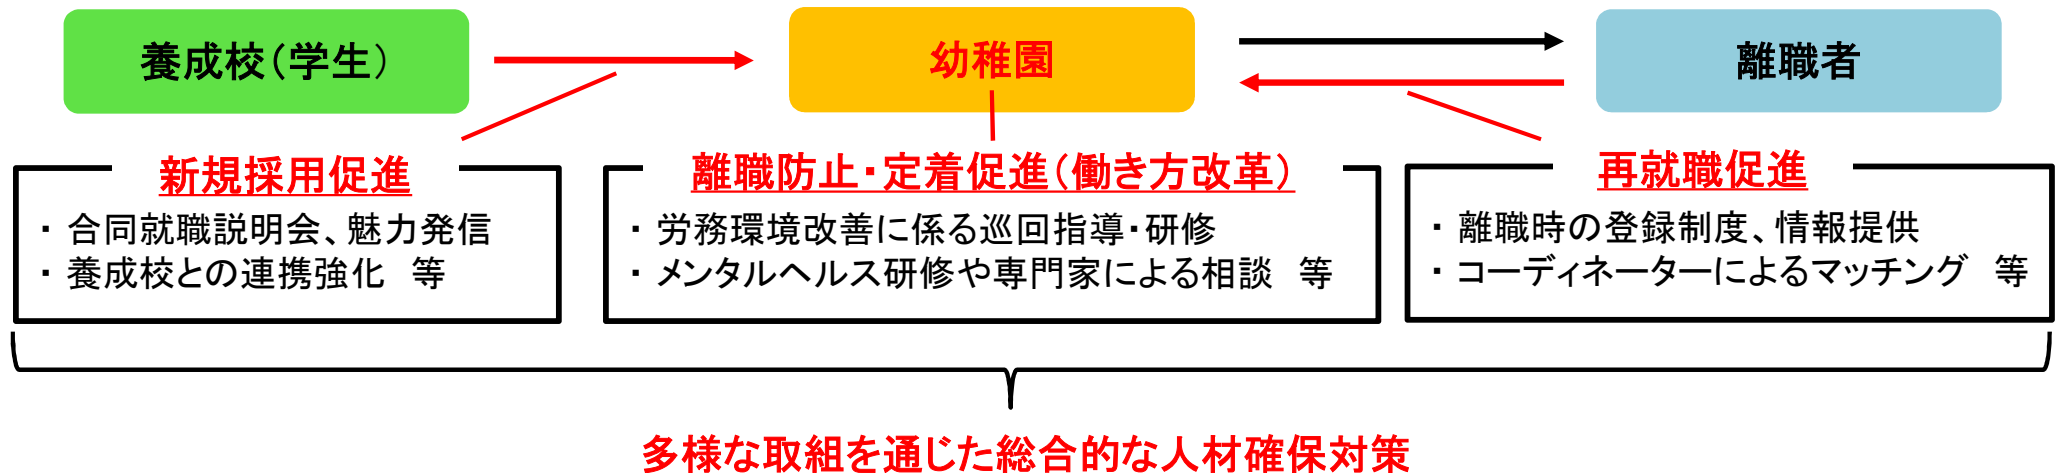 養成校(学生)
幼稚園
離職者
新規採用促進
・合同就職説明会、魅力発信
・養成校との連携強化 等
離職防止・定着促進(働き方改革)
・労務環境改善に係る巡回指導・研修
・メンタルヘルス研修や専門家による相談 等
再就職促進
・離職時の登録制度、情報提供
・コーディネーターによるマッチング 等
多様な取組を通じた総合的な人材確保対策